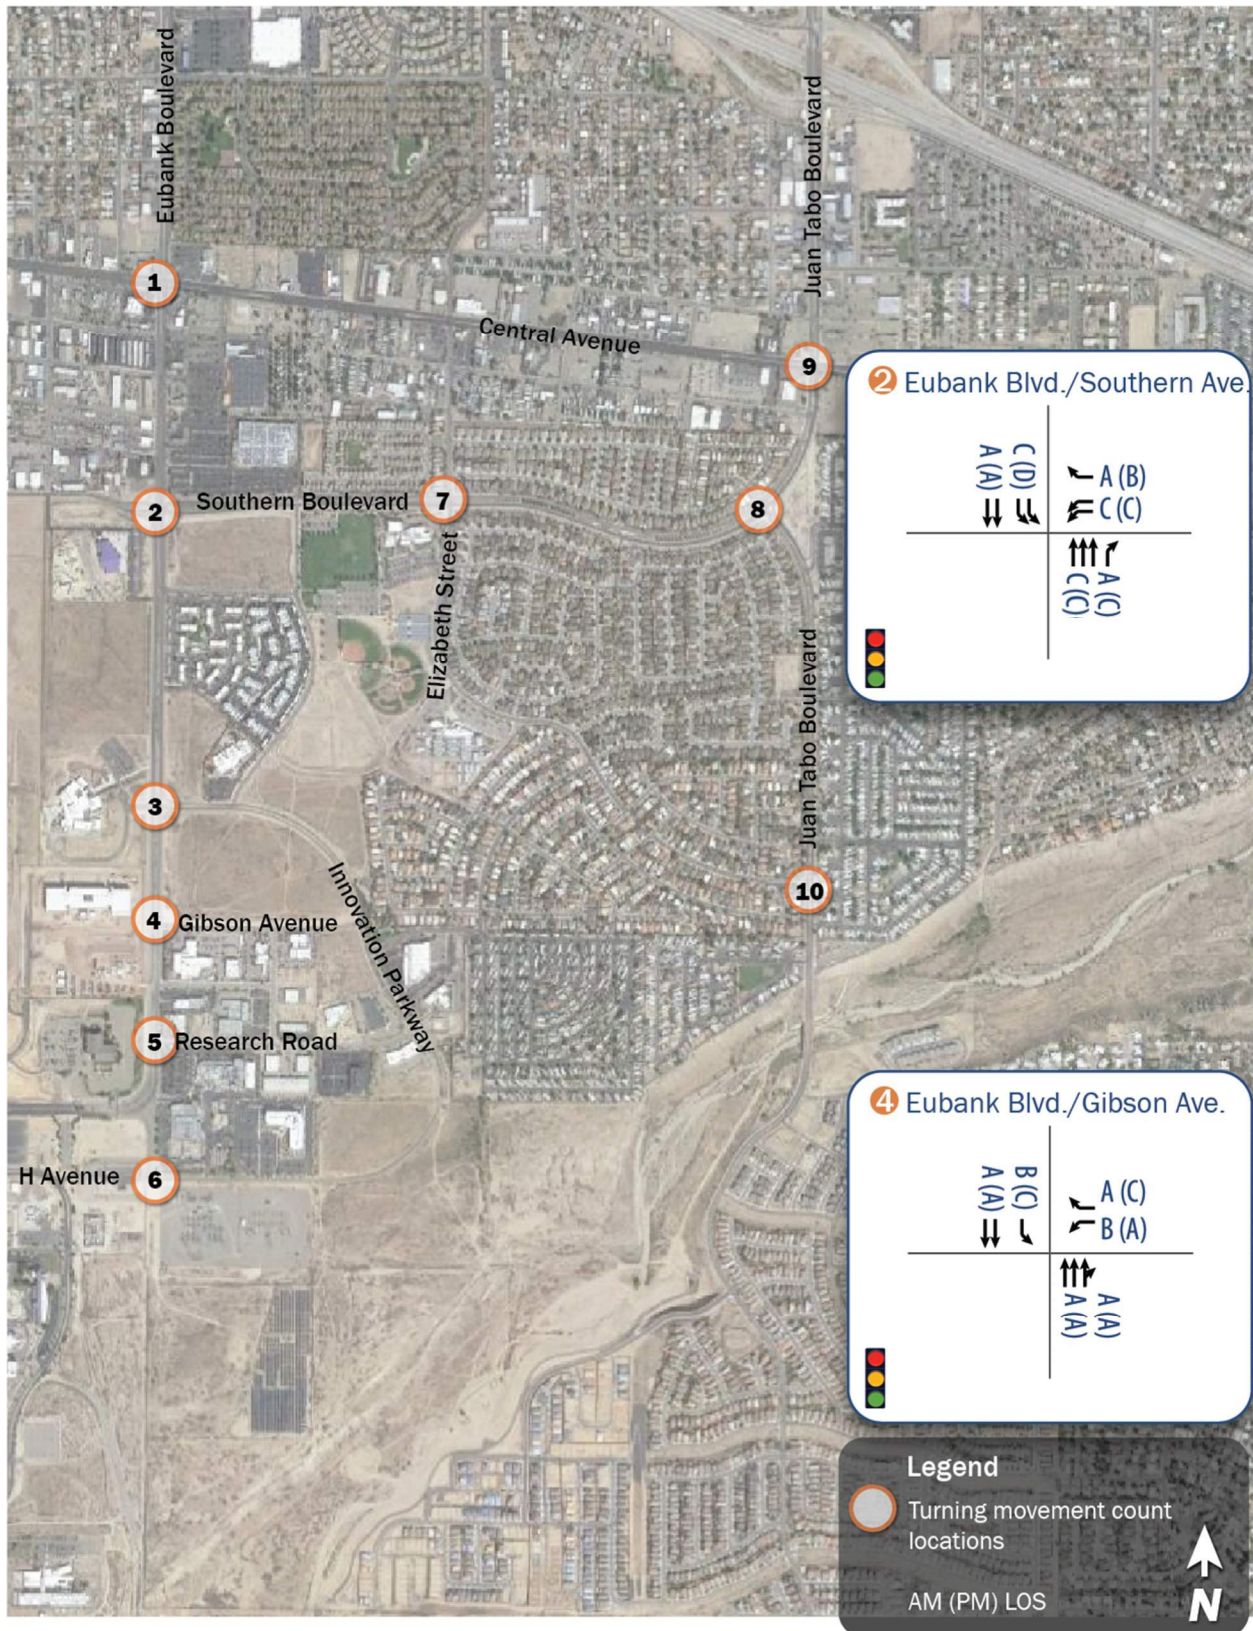 Eubank Boulevard
Juan Tabo Boulevard
1
Central Avenue
9
2 Eubank Blvd./Southern Ave.
A (A)
C (D)
A (B)
C (C)
C (C)
A (C)
Southern Boulevard
7
2
8
Elizabeth Street
Juan Tabo Boulevard
3
Innovation Parkway
10
4
Gibson Avenue
5
Research Road
4 Eubank Blvd./Gibson Ave.
A (A)
B (C)
A (C)
B (A)
A (A)
A (A)
H Avenue
6
Legend
Turning movement count
locations
AM (PM) LOS
N